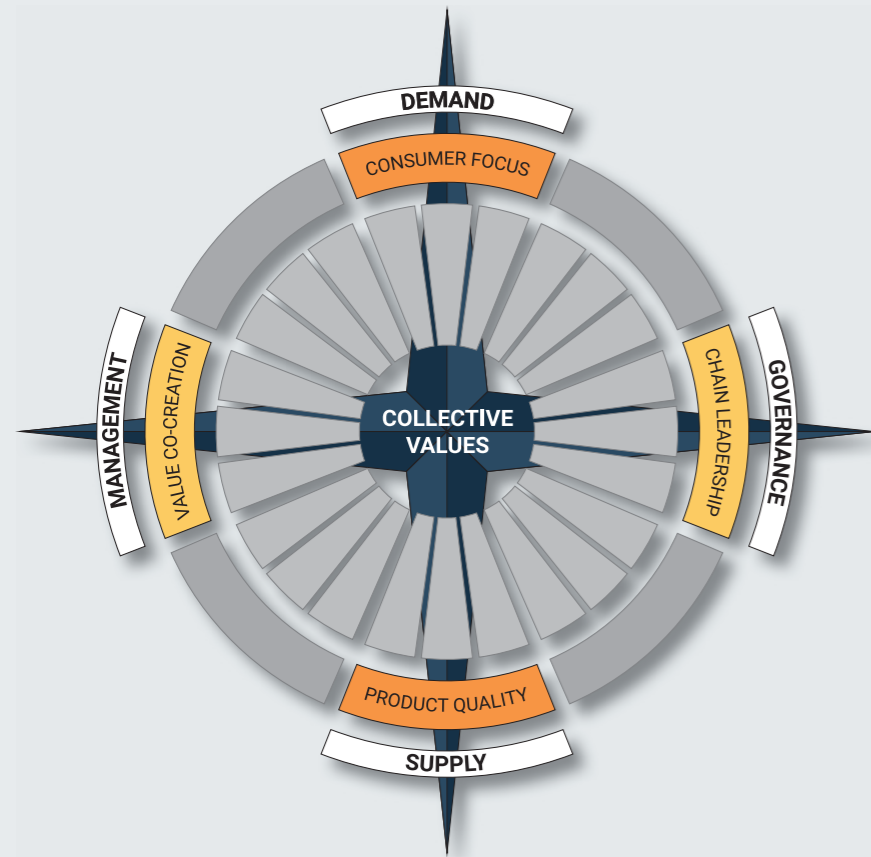 DEMAND
CONSUMER FOCUS
MANAGEMENT
VALUE CO-CREATION
COLLECTIVE
VALUES
CHAIN LEADERSHIP
GOVERNANCE
PRODUCT QUALITY
SUPPLY